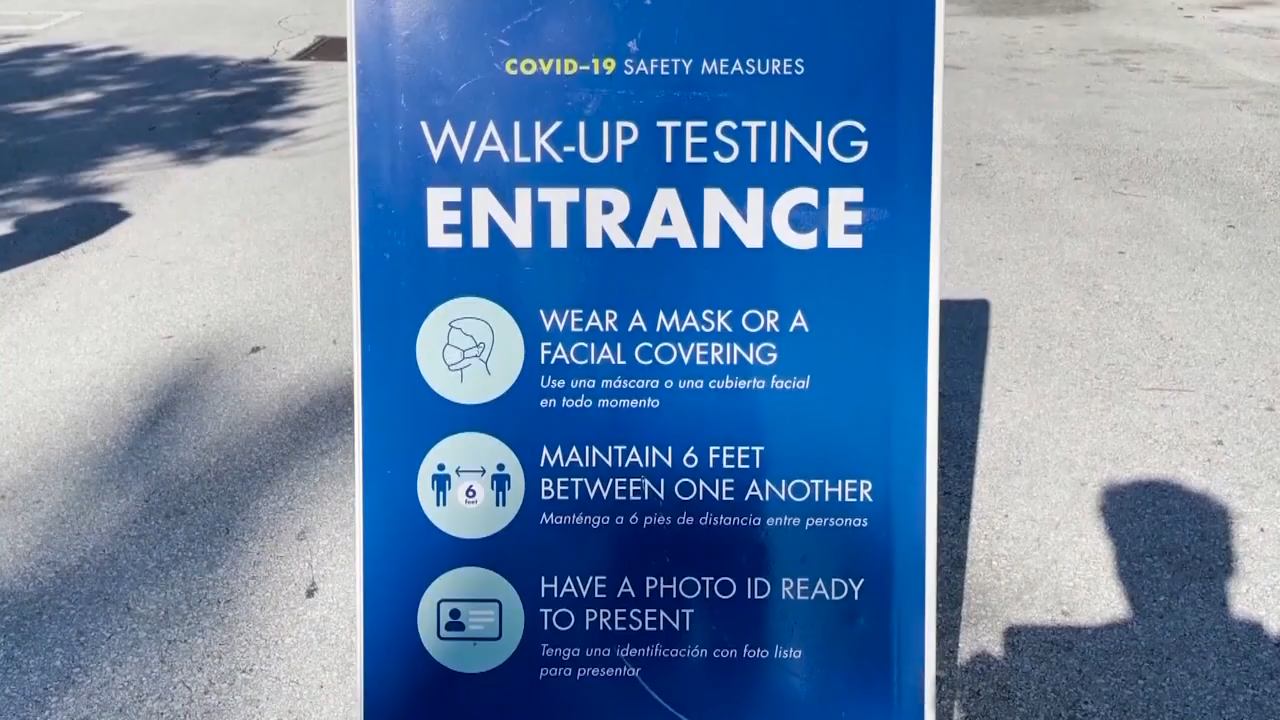 COVID-19 SAFETY MEASURES
WALK-UP TESTING
ENTRANCE
WEAR A MASK OR A
FACIAL COVERING
Use una máscara o una cubierta facial
en todo momento
6
feet
MAINTAIN 6 FEET
BETWEEN ONE ANOTHER
Manténga a 6 pies de distancia entre personas
HAVE A PHOTO ID READY
TO PRESENT
Tenga una identificación con foto lista
para presentar